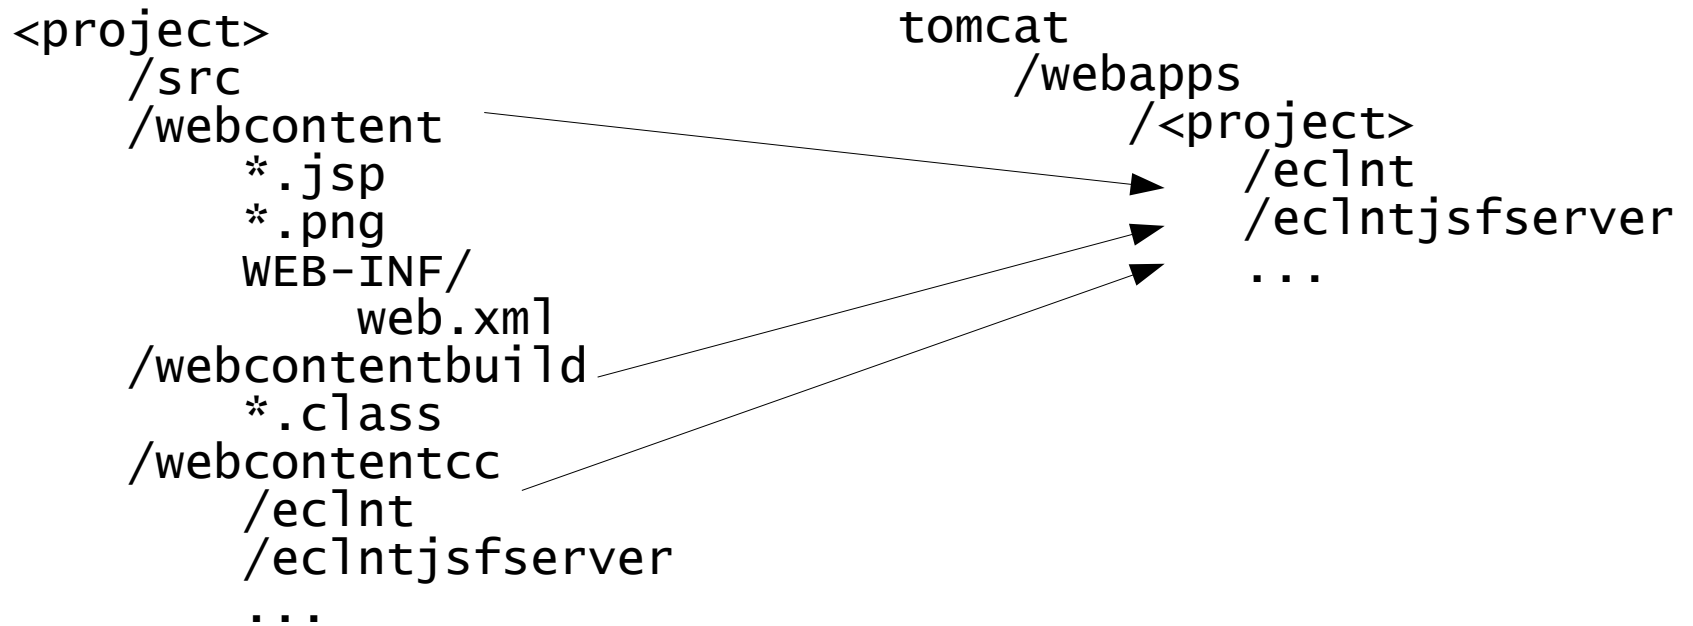 <project>
/src
/webcontent
*.jsp
*.png
WEB-INF/
web.xml
/webcontentbuild
*.class
/webcontentcc
/eclnt
/eclntjsfserver
...
tomcat
/webapps
/<project>
/eclnt
/eclntjsfserver
...